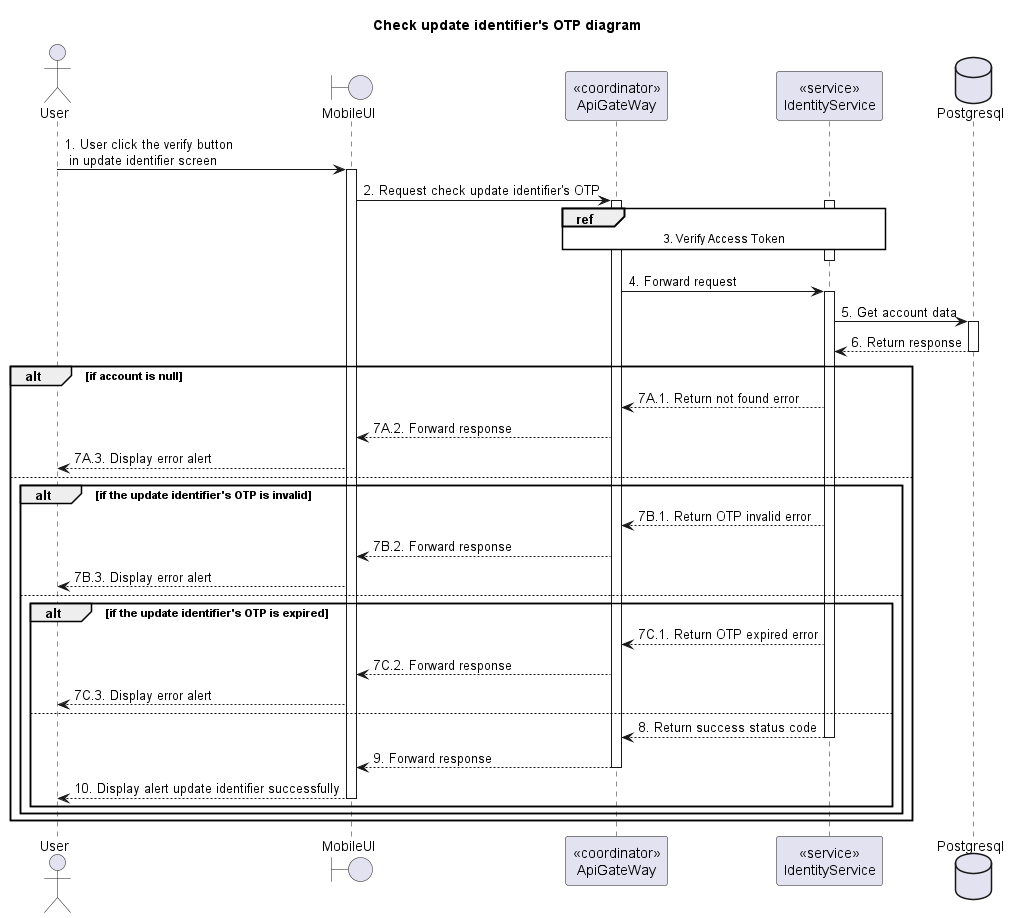 Check update identifier's OTP diagram
User
MobileUI
«coordinator»
ApiGateWay
«service»
IdentityService
Postgresql
1. User click the verify button
in update identifier screen
2. Request check update identifier's OTP
ref
3. Verify Access Token
4. Forward request
5. Get account data
6. Return response
alt [if account is null]
7A.1. Return not found error
7A.2. Forward response
7A.3. Display error alert
alt [if the update identifier's OTP is invalid]
7B.1. Return OTP invalid error
7B.2. Forward response
7B.3. Display error alert
alt [if the update identifier's OTP is expired]
7C.1. Return OTP expired error
7C.2. Forward response
7C.3. Display error alert
8. Return success status code
9. Forward response
10. Display alert update identifier successfully
User
MobileUI
«coordinator»
ApiGateWay
«service»
IdentityService
Postgresql